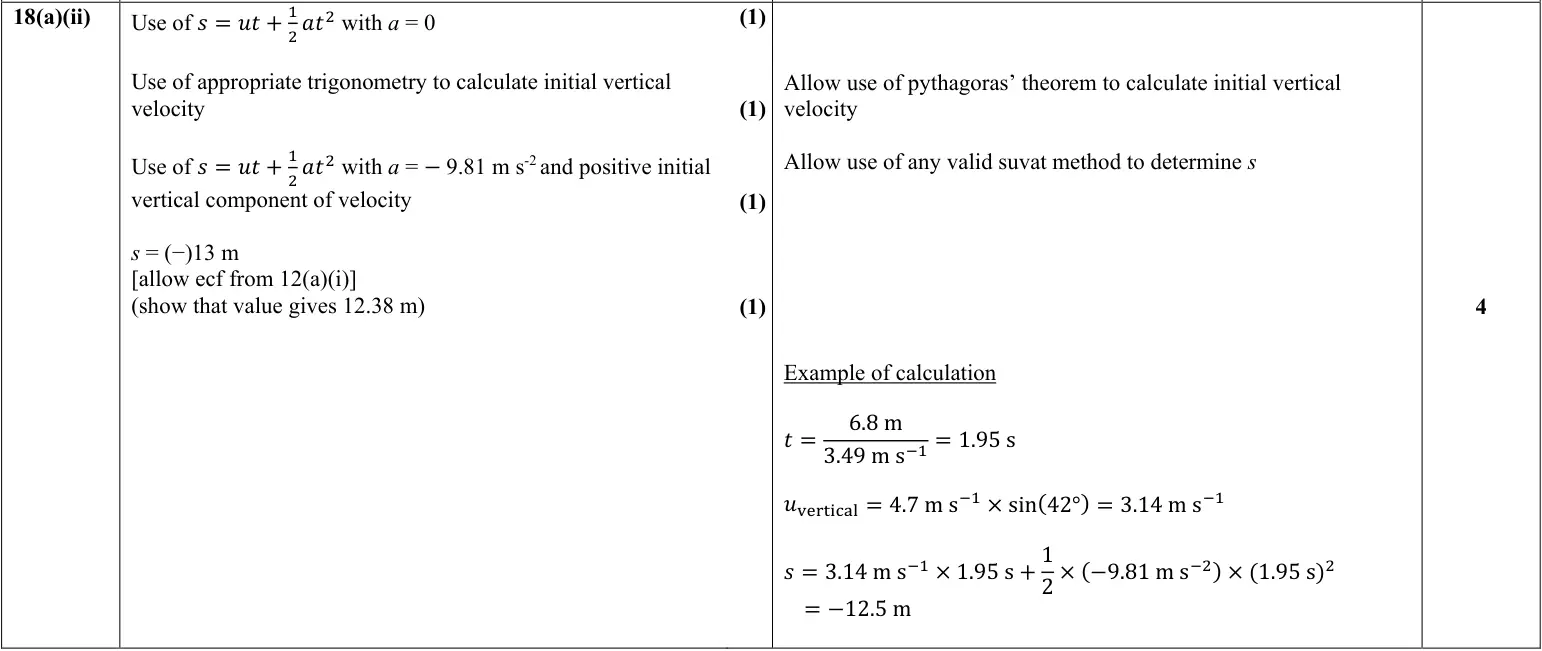 18(a)(ii)
Use of s = ut + ½at² with a = 0 (1)
Use of appropriate trigonometry to calculate initial vertical
velocity (1)
Use of s = ut + ½at² with a = − 9.81 m s⁻² and positive initial
vertical component of velocity (1)
s = (−)13 m
[allow ecf from 12(a)(i)]
(show that value gives 12.38 m) (1)
Allow use of pythagoras’ theorem to calculate initial vertical
velocity
Allow use of any valid suvat method to determine s
Example of calculation
t = 6.8 m / 3.49 m s⁻¹ = 1.95 s
u_vertical = 4.7 m s⁻¹ × sin(42°) = 3.14 m s⁻¹
s = 3.14 m s⁻¹ × 1.95 s + 1/2 × (−9.81 m s⁻²) × (1.95 s)²
= −12.5 m
4